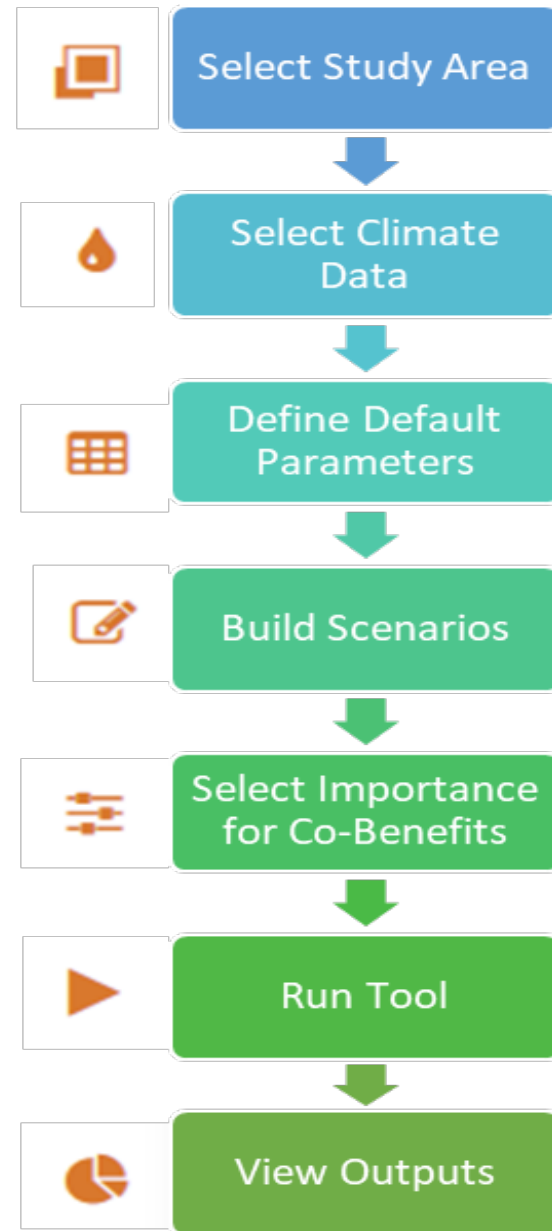 Select Study Area
Select Climate
Data
Define Default
Parameters
Build Scenarios
Select Importance
for Co-Benefits
Run Tool
View Outputs